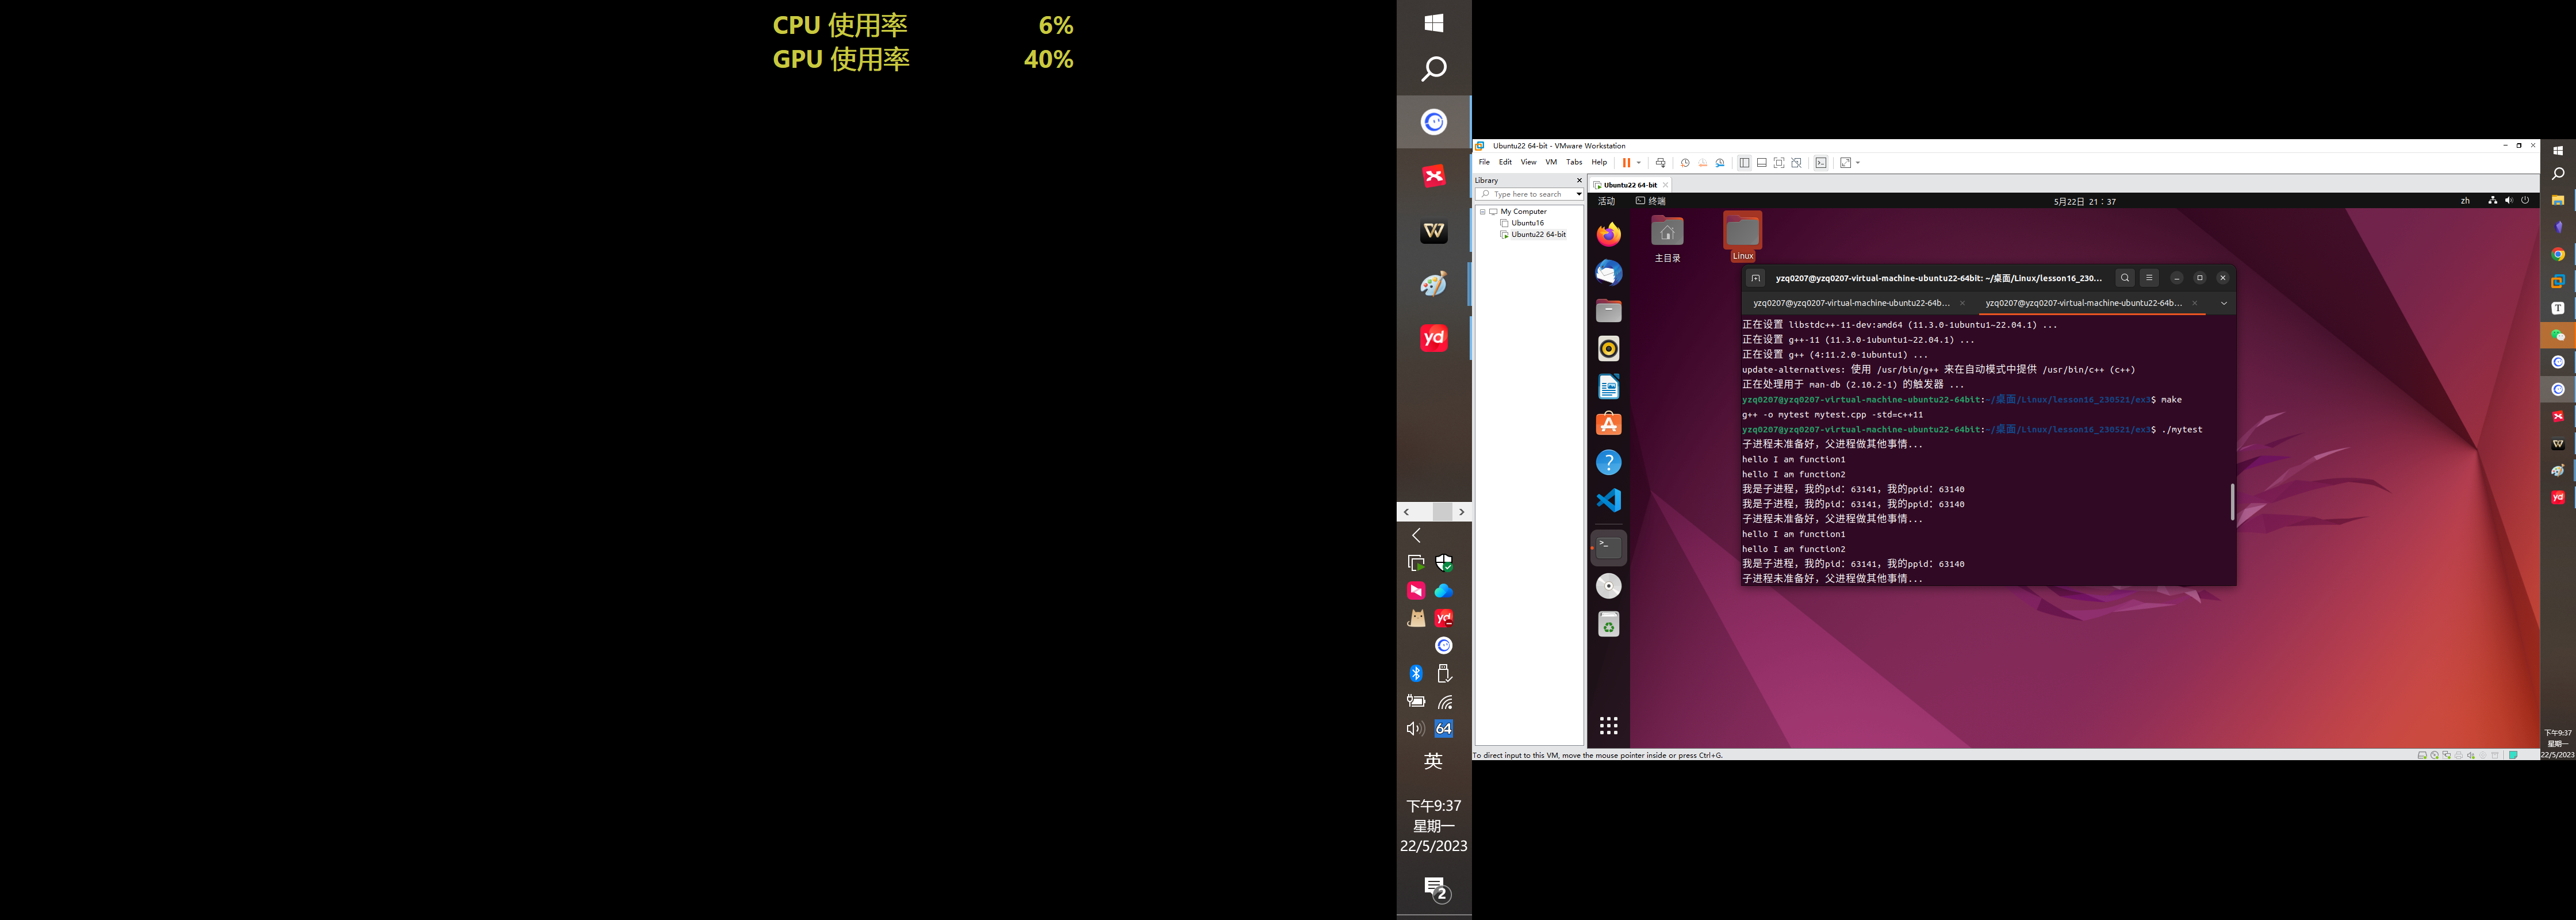 CPU 使用率 6%
GPU 使用率 40%
W
yd
yd
64
英
下午9:37
星期一
22/5/2023
2
Ubuntu22 64-bit - VMware Workstation
File Edit View VM Tabs Help
Library
Type here to search
My Computer
Ubuntu16
Ubuntu22 64-bit
Ubuntu22 64-bit
活动 终端 5月22日 21：37 zh
主目录
Linux
yzq0207@yzq0207-virtual-machine-ubuntu22-64bit: ~/桌面/Linux/lesson16_230...
yzq0207@yzq0207-virtual-machine-ubuntu22-64b... yzq0207@yzq0207-virtual-machine-ubuntu22-64b...
正在设置 libstdc++-11-dev:amd64 (11.3.0-1ubuntu1~22.04.1) ...
正在设置 g++-11 (11.3.0-1ubuntu1~22.04.1) ...
正在设置 g++ (4:11.2.0-1ubuntu1) ...
update-alternatives: 使用 /usr/bin/g++ 来在自动模式中提供 /usr/bin/c++ (c++)
正在处理用于 man-db (2.10.2-1) 的触发器 ...
yzq0207@yzq0207-virtual-machine-ubuntu22-64bit:~/桌面/Linux/lesson16_230521/ex3$ make
g++ -o mytest mytest.cpp -std=c++11
yzq0207@yzq0207-virtual-machine-ubuntu22-64bit:~/桌面/Linux/lesson16_230521/ex3$ ./mytest
子进程未准备好，父进程做其他事情...
hello I am function1
hello I am function2
我是子进程，我的pid：63141，我的ppid：63140
我是子进程，我的pid：63141，我的ppid：63140
子进程未准备好，父进程做其他事情...
hello I am function1
hello I am function2
我是子进程，我的pid：63141，我的ppid：63140
子进程未准备好，父进程做其他事情...
To direct input to this VM, move the mouse pointer inside or press Ctrl+G.
T
W
yd
下午9:37
星期一
22/5/2023